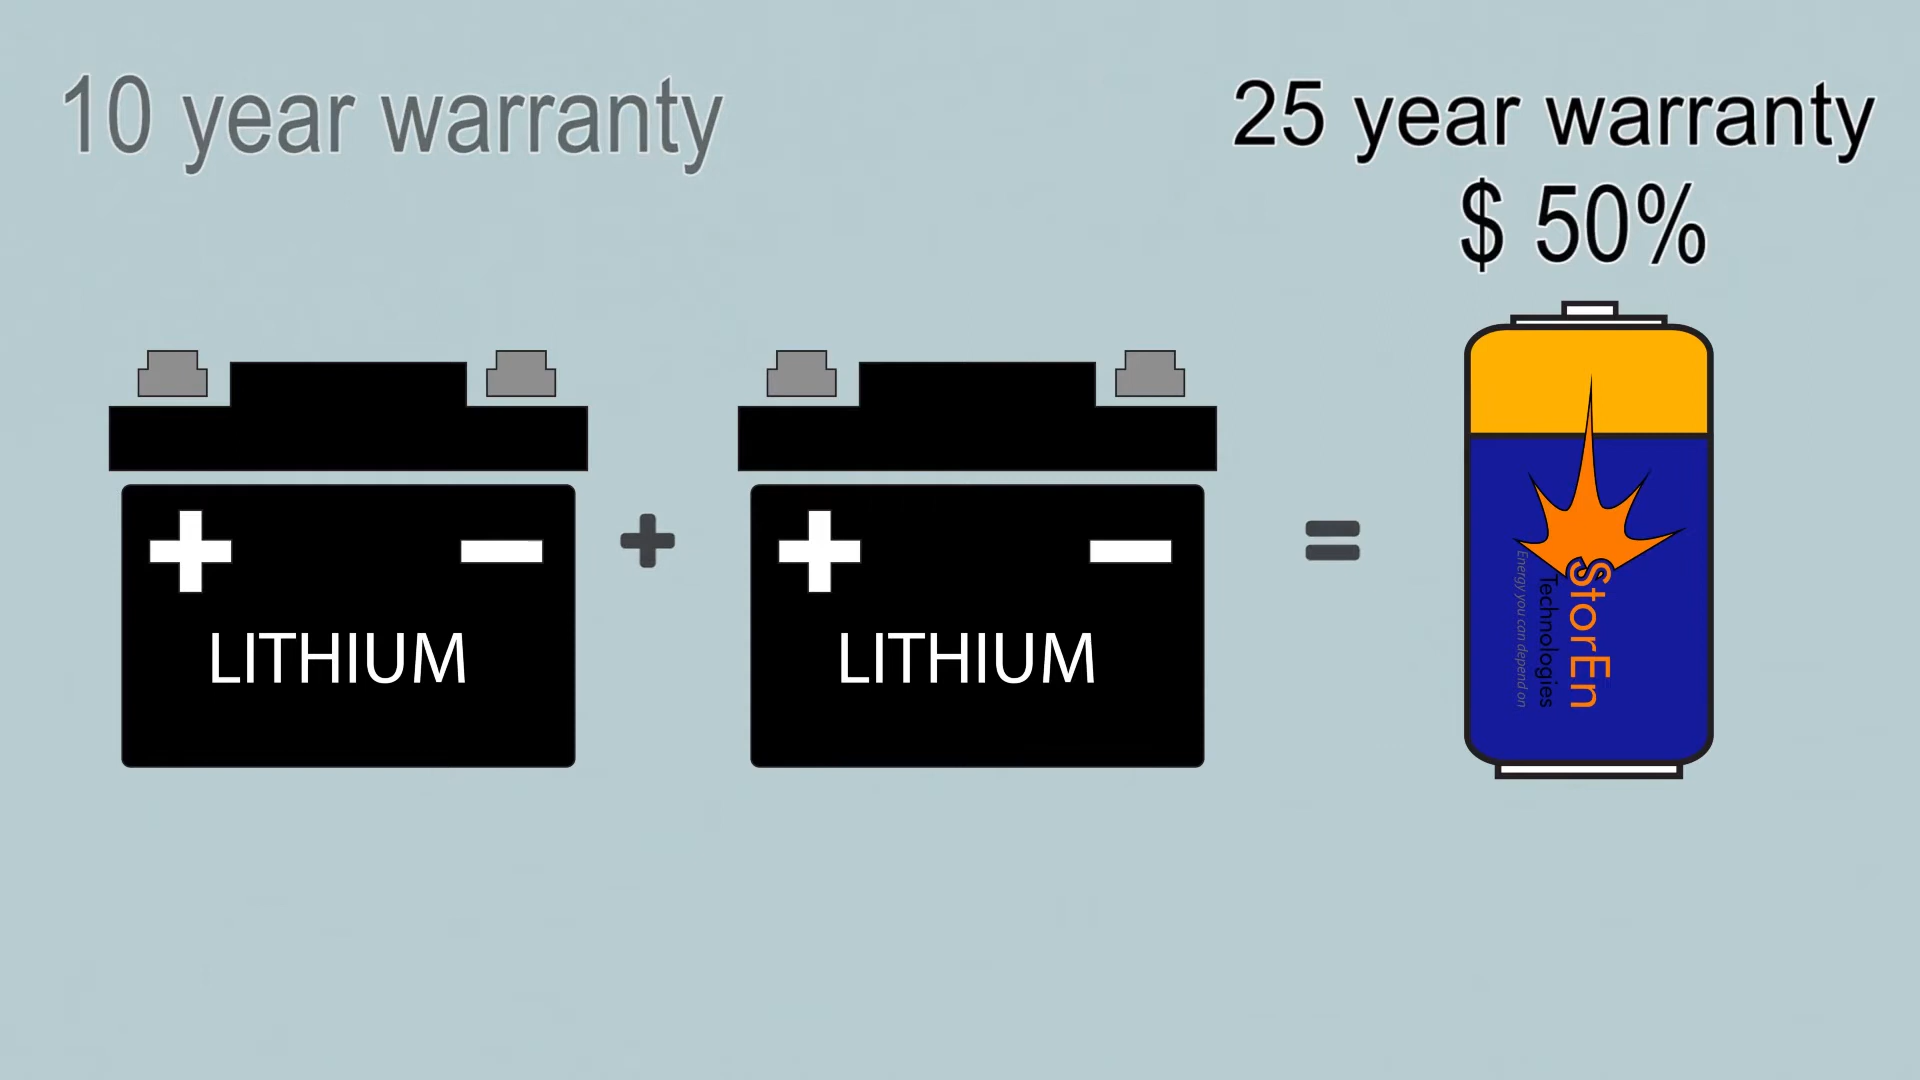 10 year warranty
25 year warranty
$ 50%
LITHIUM
+
LITHIUM
=
StorEn
Technologies
Energy you can depend on